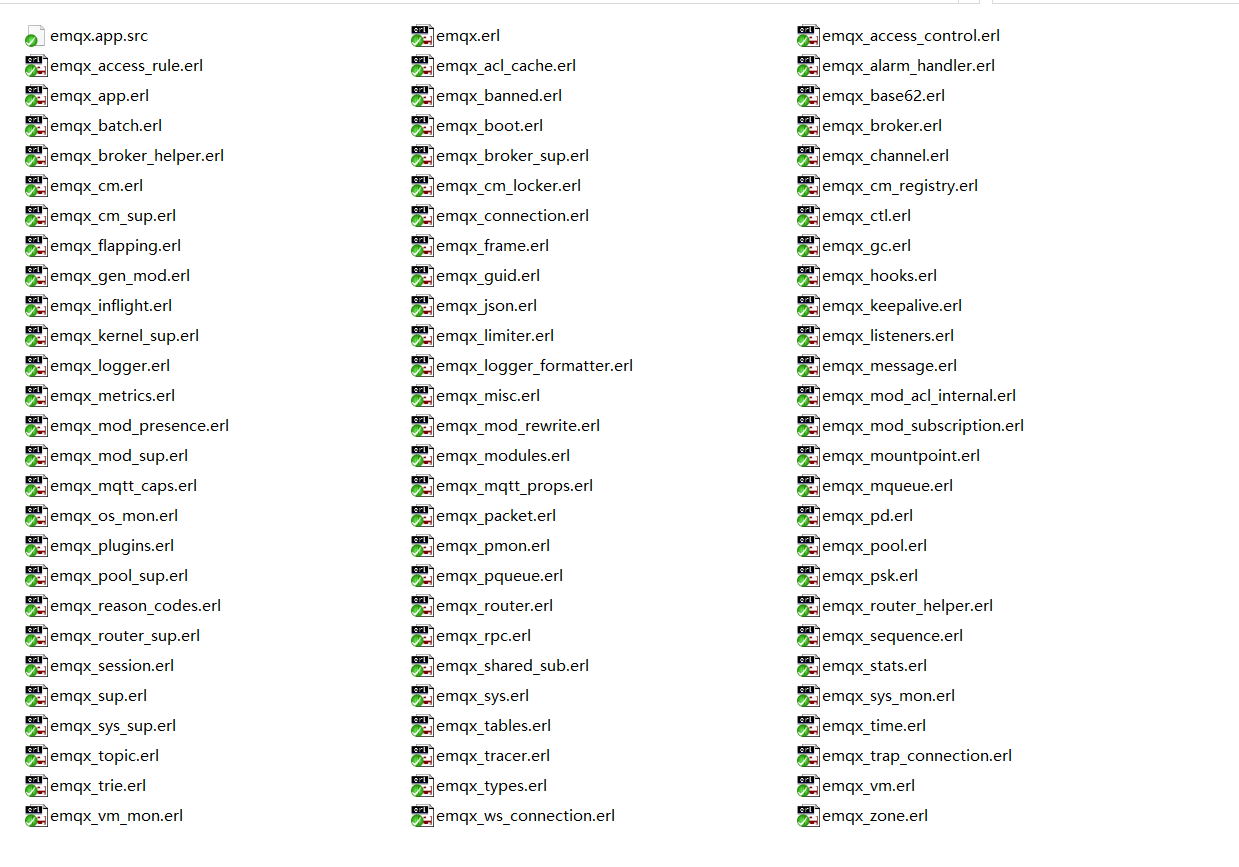 emqx.app.src emqx.erl emqx_access_control.erl
emqx_access_rule.erl emqx_acl_cache.erl emqx_alarm_handler.erl
emqx_app.erl emqx_banned.erl emqx_base62.erl
emqx_batch.erl emqx_boot.erl emqx_broker.erl
emqx_broker_helper.erl emqx_broker_sup.erl emqx_channel.erl
emqx_cm.erl emqx_cm_locker.erl emqx_cm_registry.erl
emqx_cm_sup.erl emqx_connection.erl emqx_ctl.erl
emqx_flapping.erl emqx_frame.erl emqx_gc.erl
emqx_gen_mod.erl emqx_guid.erl emqx_hooks.erl
emqx_inflight.erl emqx_json.erl emqx_keepalive.erl
emqx_kernel_sup.erl emqx_limiter.erl emqx_listeners.erl
emqx_logger.erl emqx_logger_formatter.erl emqx_message.erl
emqx_metrics.erl emqx_misc.erl emqx_mod_acl_internal.erl
emqx_mod_presence.erl emqx_mod_rewrite.erl emqx_mod_subscription.erl
emqx_mod_sup.erl emqx_modules.erl emqx_mountpoint.erl
emqx_mqtt_caps.erl emqx_mqtt_props.erl emqx_mqueue.erl
emqx_os_mon.erl emqx_packet.erl emqx_pd.erl
emqx_plugins.erl emqx_pmon.erl emqx_pool.erl
emqx_pool_sup.erl emqx_pqueue.erl emqx_psk.erl
emqx_reason_codes.erl emqx_router.erl emqx_router_helper.erl
emqx_router_sup.erl emqx_rpc.erl emqx_sequence.erl
emqx_session.erl emqx_shared_sub.erl emqx_stats.erl
emqx_sup.erl emqx_sys.erl emqx_sys_mon.erl
emqx_sys_sup.erl emqx_tables.erl emqx_time.erl
emqx_topic.erl emqx_tracer.erl emqx_trap_connection.erl
emqx_trie.erl emqx_types.erl emqx_vm.erl
emqx_vm_mon.erl emqx_ws_connection.erl emqx_zone.erl